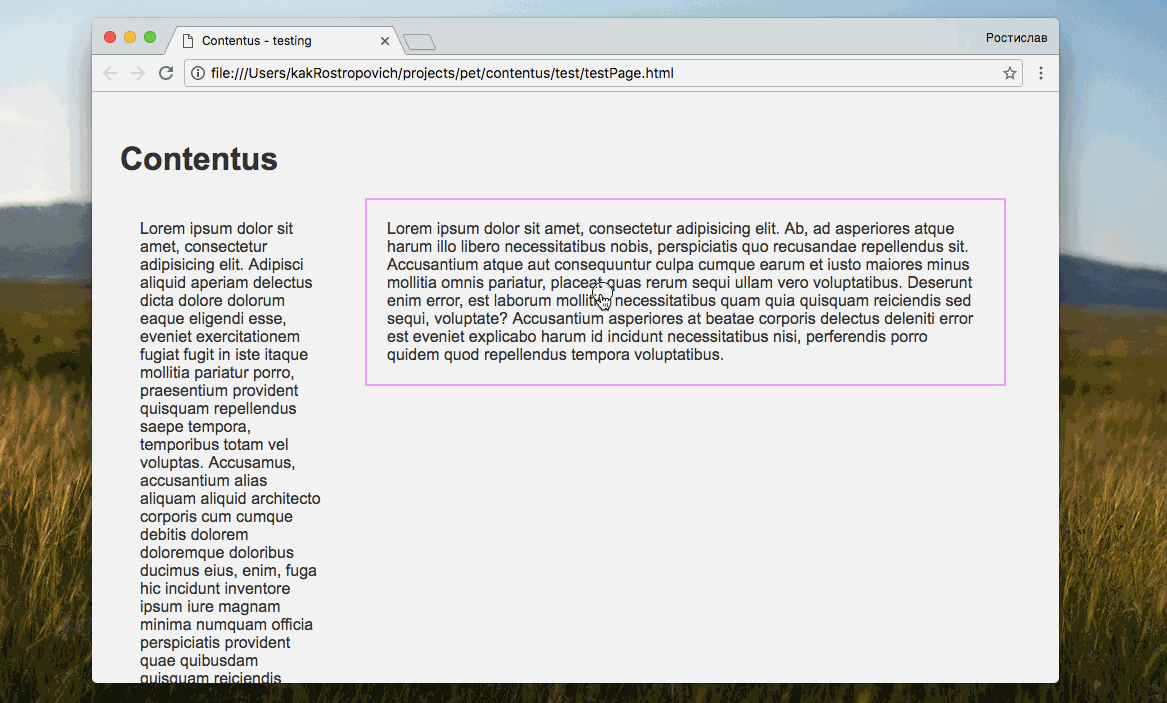 Contentus - testing
Ростислав
file:///Users/kakRostropovich/projects/pet/contentus/test/testPage.html
Contentus
Lorem ipsum dolor sit
amet, consectetur
adipisicing elit. Adipisci
aliquid aperiam delectus
dicta dolore dolorum
eaque eligendi esse,
eveniet exercitationem
fugiat fugit in iste itaque
mollitia pariatur porro,
praesentium provident
quisquam repellendus
saepe tempora,
temporibus totam vel
voluptas. Accusamus,
accusantium alias
aliquam aliquid architecto
corporis cum cumque
debitis dolorem
doloremque doloribus
ducimus eius, enim, fuga
hic incidunt inventore
ipsum iure magnam
minima numquam officia
perspiciatis provident
quae quibusdam
quisquam reiciendis
Lorem ipsum dolor sit amet, consectetur adipisicing elit. Ab, ad asperiores atque
harum illo libero necessitatibus nobis, perspiciatis quo recusandae repellendus sit.
Accusantium atque aut consequuntur culpa cumque earum et iusto maiores minus
mollitia omnis pariatur, placeat quas rerum sequi ullam vero voluptatibus. Deserunt
enim error, est laborum mollitia necessitatibus quam quia quisquam reiciendis sed
sequi, voluptate? Accusantium asperiores at beatae corporis delectus deleniti error
est eveniet explicabo harum id incidunt necessitatibus nisi, perferendis porro
quidem quod repellendus tempora voluptatibus.